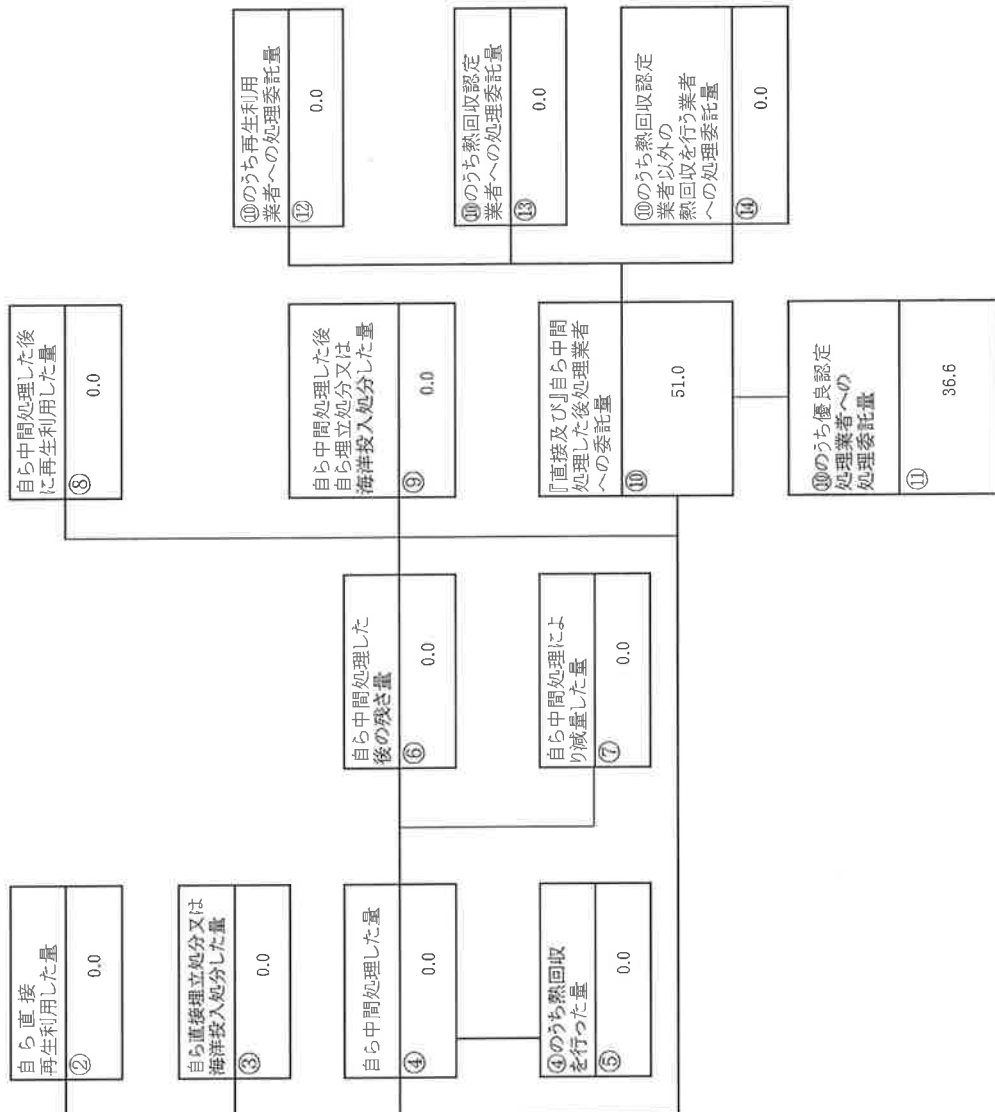 自ら直接
再生利用した量
②
0.0
自ら直接埋立処分又は
海洋投入処分した量
③
0.0
自ら中間処理した量
④
0.0
④のうち熱回収
を行った量
⑤
0.0
自ら中間処理した
後の残さ量
⑥
0.0
自ら中間処理によ
り減量した量
⑦
0.0
自ら中間処理した後
に再生利用した量
⑧
0.0
自ら中間処理した後
自ら埋立処分又は
海洋投入処分した量
⑨
0.0
『直接及び』自ら中間
処理した後処理業者
への委託量
⑩
51.0
⑩のうち優良認定
処理業者への
処理委託量
⑪
36.6
⑩のうち再生利用
業者への処理委託量
⑫
0.0
⑩のうち熱回収認定
業者への処理委託量
⑬
0.0
⑩のうち熱回収認定
業者以外の
熱回収を行う業者
への処理委託量
⑭
0.0